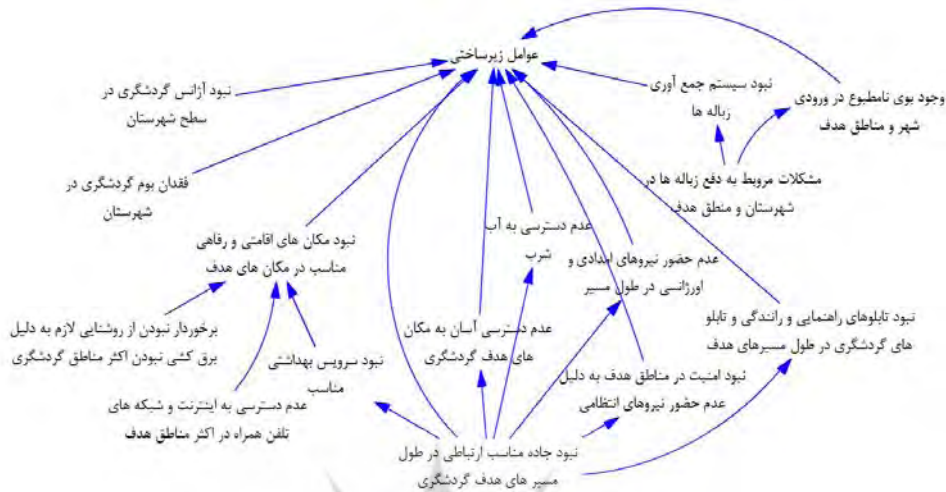 عوامل زیرساختی
نبود آژانس گردشگری در
سطح شهرستان
نبود سیستم جمع آوری
زباله ها
وجود بوی نامطبوع در ورودی
شهر و مناطق هدف
فقدان بوم گردشگری در
شهرستان
مشکلات مروبط به دفع زباله ها در
شهرستان و منطق هدف
نبود مکان های اقامتی و رفاهی
مناسب در مکان های هدف
عدم دسترسی به آب
شرب
عدم حضور نیروهای امدادی و
اورژانسی در طول مسیر
برخوردار نبودن از روشنایی لازم به دلیل
برق کشی نبودن اکثر مناطق گردشگری
نبود سرویس بهداشتی
مناسب
عدم دسترسی آسان به مکان
های هدف گردشگری
نبود تابلوهای راهنمایی و رانندگی و تابلو
های گردشگری در طول مسیرهای هدف
نبود امنیت در مناطق هدف به دلیل
عدم حضور نیروهای انتظامی
عدم دسترسی به اینترنت و شبکه های
تلفن همراه در اکثر مناطق هدف
نبود جاده مناسب ارتباطی در طول
مسیر های هدف گردشگری